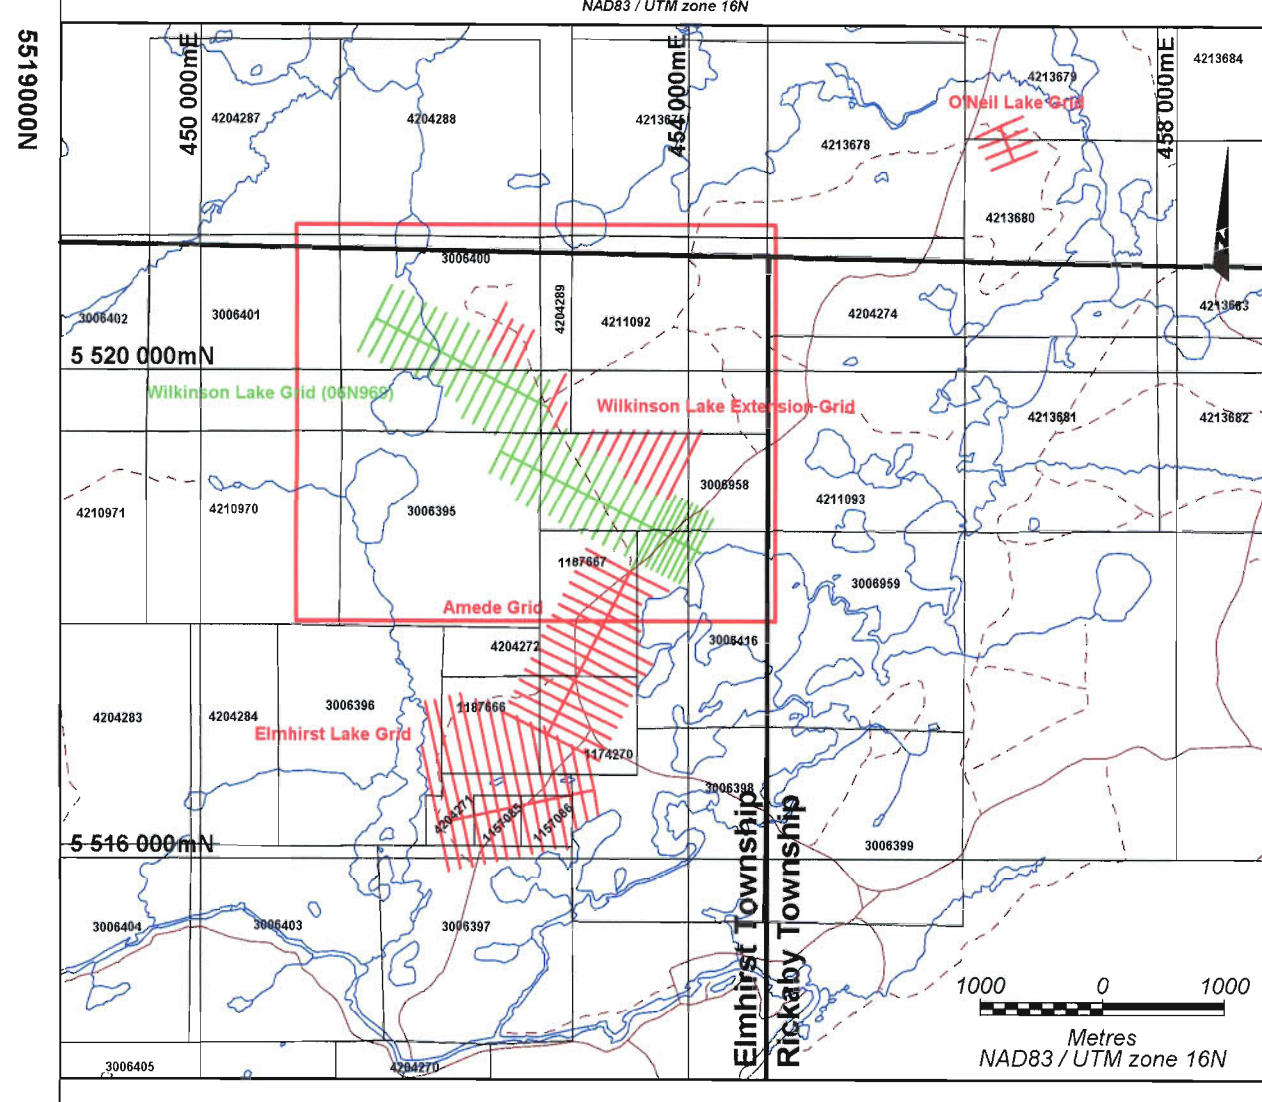 NAD83 / UTM zone 16N
5519000N
450 000mE
454 000mE
458 000mE
4213684
4213679
O'Neil Lake Grid
4204287
4204288
4213678
4213680
N
3006400
3006402
3006401
4204289
4211092
4204274
4213683
5 520 000mN
Wilkinson Lake Grid (06N969)
Wilkinson Lake Extension Grid
4213681
4213682
3006958
4210971
4210970
3006395
4211093
1187667
3006959
Amede Grid
4204272
3006416
4204283
4204284
3006396
1187666
Elmhirst Lake Grid
1174270
3006398
4204271
1157085
1157086
5 516 000mN
3006399
3006404
3006403
3006397
Elmhirst Township
Rickaby Township
1000 0 1000
Metres
NAD83 / UTM zone 16N
3006405
4204270